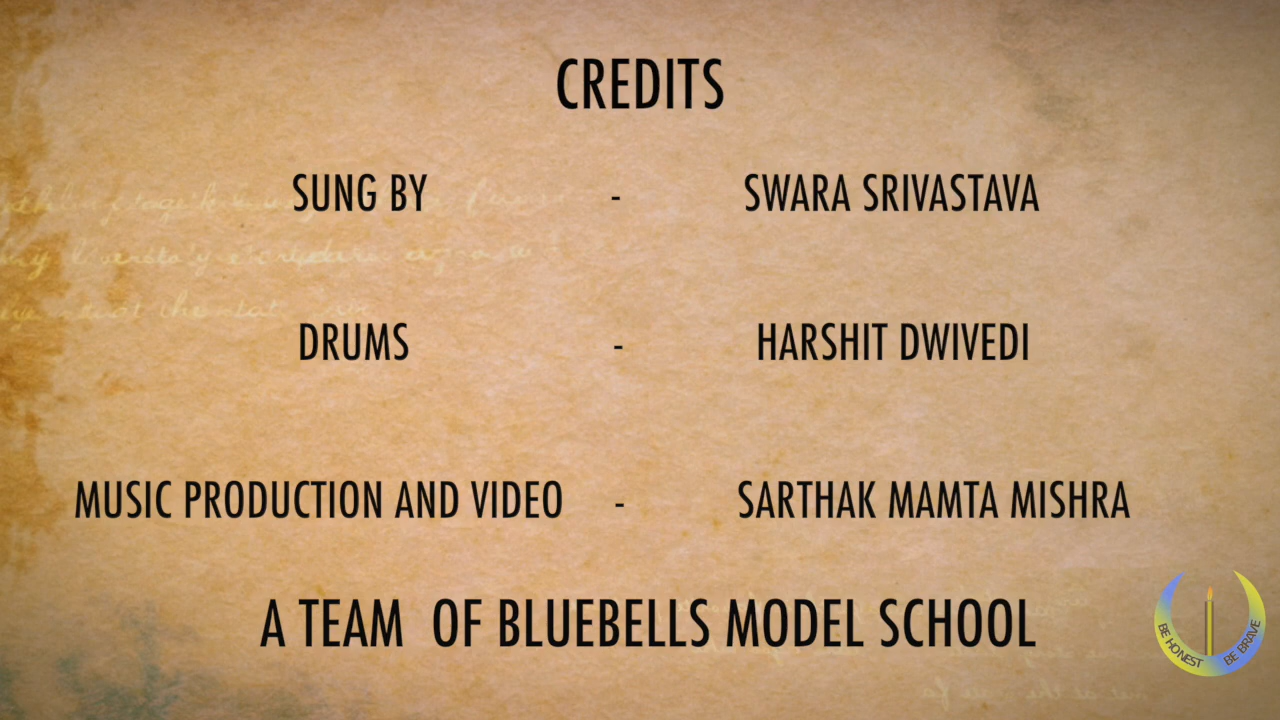 CREDITS
SUNG BY - SWARA SRIVASTAVA
DRUMS - HARSHIT DWIVEDI
MUSIC PRODUCTION AND VIDEO - SARTHAK MAMTA MISHRA
A TEAM OF BLUEBELLS MODEL SCHOOL
BE HONEST BE BRAVE